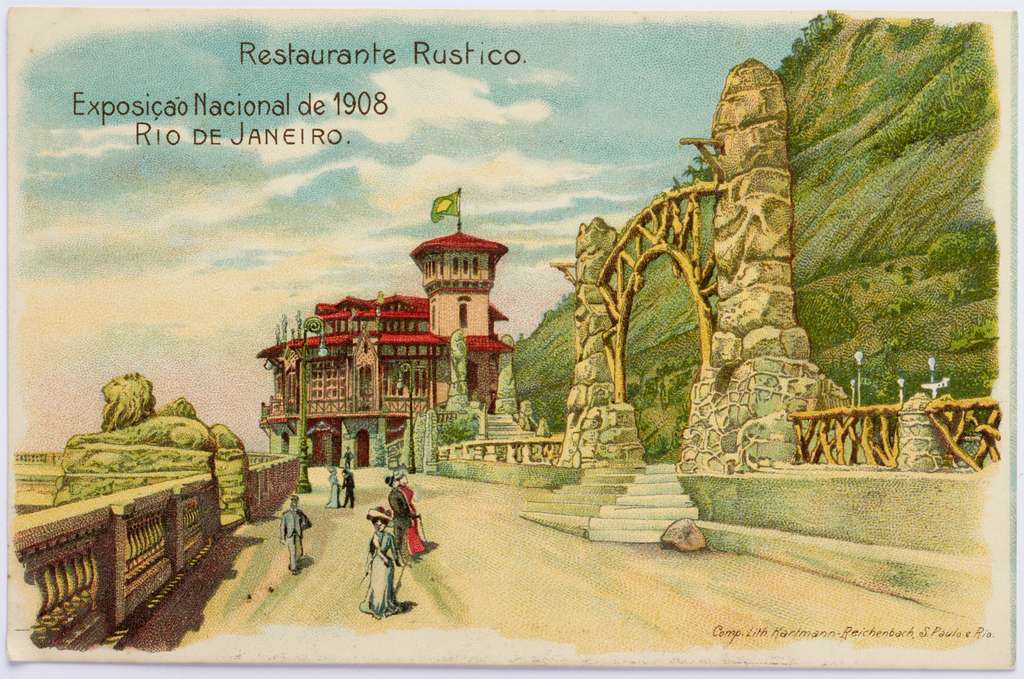 Restaurante Rustico.
Exposição Nacional de 1908
Rio de Janeiro.
Comp. Lith. Hartmann-Reichenbach, S. Paulo e Rio.